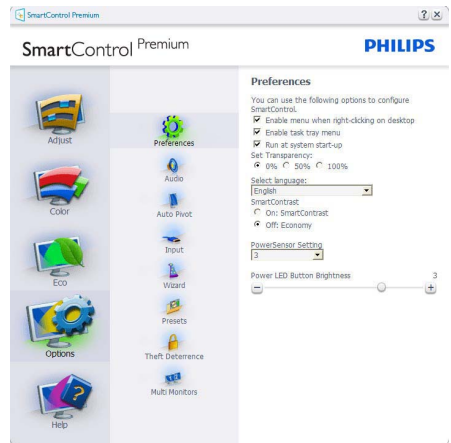 SmartControl Premium
? x
SmartControl Premium
PHILIPS
Adjust
Color
Eco
Options
Help
Preferences
Audio
Auto Pivot
Input
Wizard
Presets
Theft Deterrence
Multi Monitors
Preferences
You can use the following options to configure
SmartControl.
Enable menu when right-clicking on desktop
Enable task tray menu
Run at system start-up
Set Transparency:
0% 50% 100%
Select language:
English
SmartContrast
On: SmartContrast
Off: Economy
PowerSensor Setting
3
Power LED Button Brightness 3